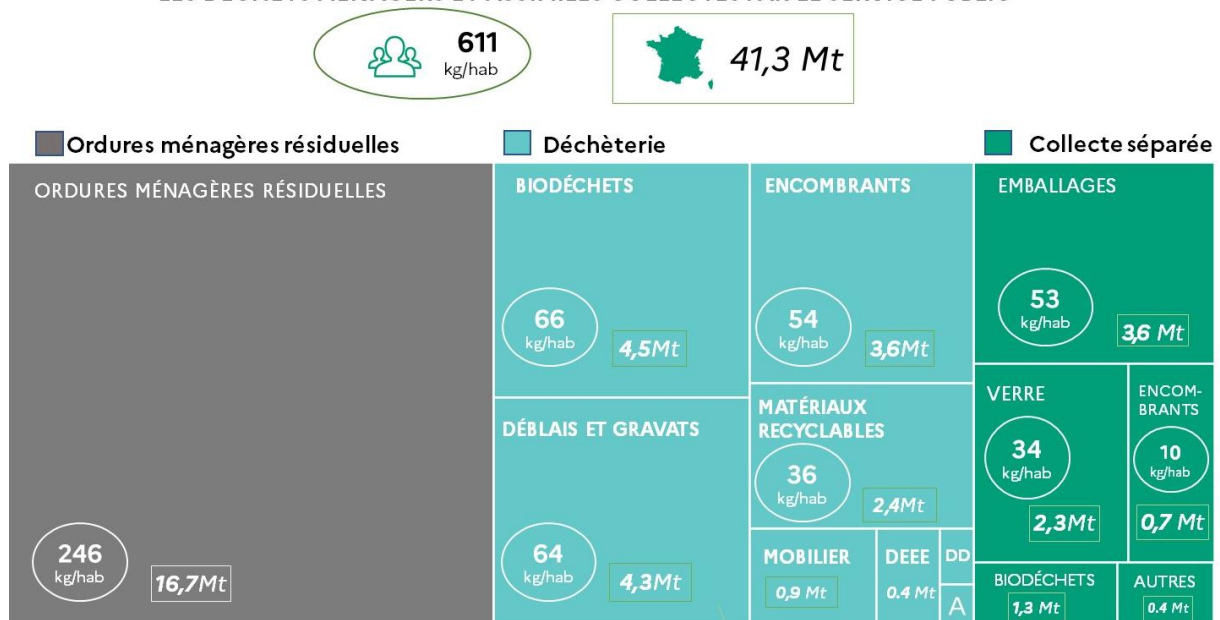 611
kg/hab
41,3 Mt
Ordures ménagères résiduelles
Déchèterie
Collecte séparée
ORDURES MÉNAGÈRES RÉSIDUELLES
246
kg/hab
16,7Mt
BIODÉCHETS
66
kg/hab
4,5Mt
DÉBLAIS ET GRAVATS
64
kg/hab
4,3Mt
ENCOMBRANTS
54
kg/hab
3,6Mt
MATÉRIAUX
RECYCLABLES
36
kg/hab
2,4Mt
MOBILIER
0,9 Mt
DEEE
0.4 Mt
DD
A
EMBALLAGES
53
kg/hab
3,6 Mt
VERRE
34
kg/hab
2,3Mt
ENCOM-
BRANTS
10
kg/hab
0,7 Mt
BIODÉCHETS
1,3 Mt
AUTRES
0.4 Mt